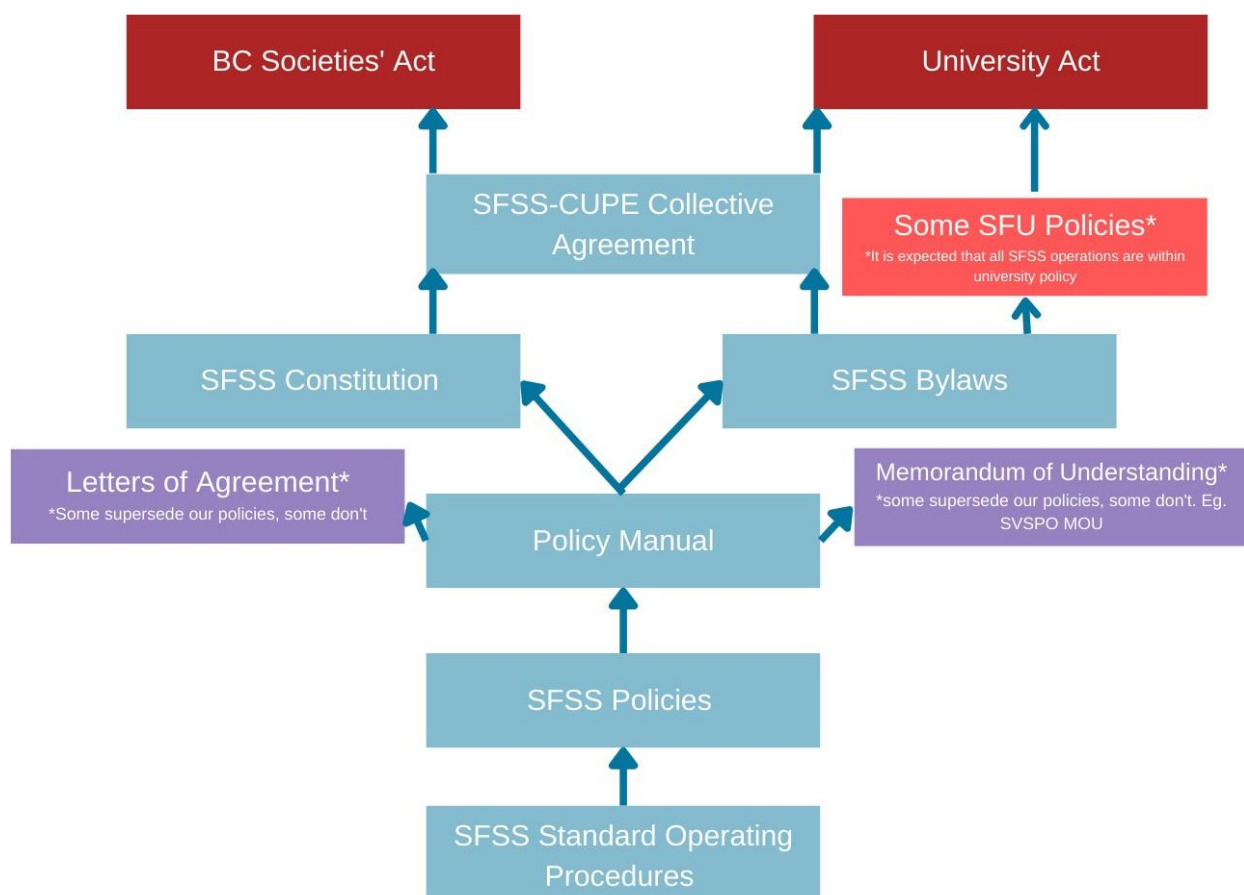 BC Societies' Act
University Act
SFSS-CUPE Collective
Agreement
Some SFU Policies*
*It is expected that all SFSS operations are within
university policy
SFSS Constitution
SFSS Bylaws
Letters of Agreement*
*Some supersede our policies, some don't
Memorandum of Understanding*
*some supersede our policies, some don't. Eg.
SVSPO MOU
Policy Manual
SFSS Policies
SFSS Standard Operating
Procedures